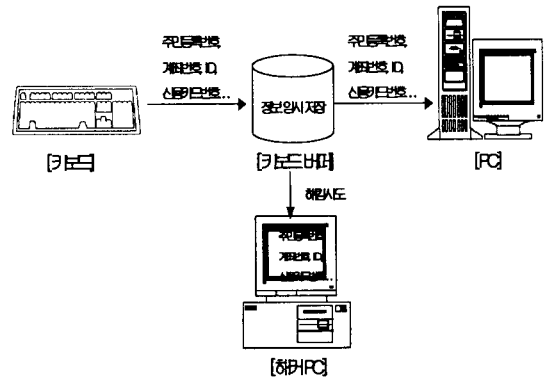 주민등록번호,
계좌번호, ID,
신용카드번호…
주민등록번호,
계좌번호, ID,
신용카드번호…
정보 임시 저장
[키보드]
[키보드 버퍼]
[PC]
해킹시도
주민등록번호,
계좌번호, ID,
신용카드번호…
[해커 PC]